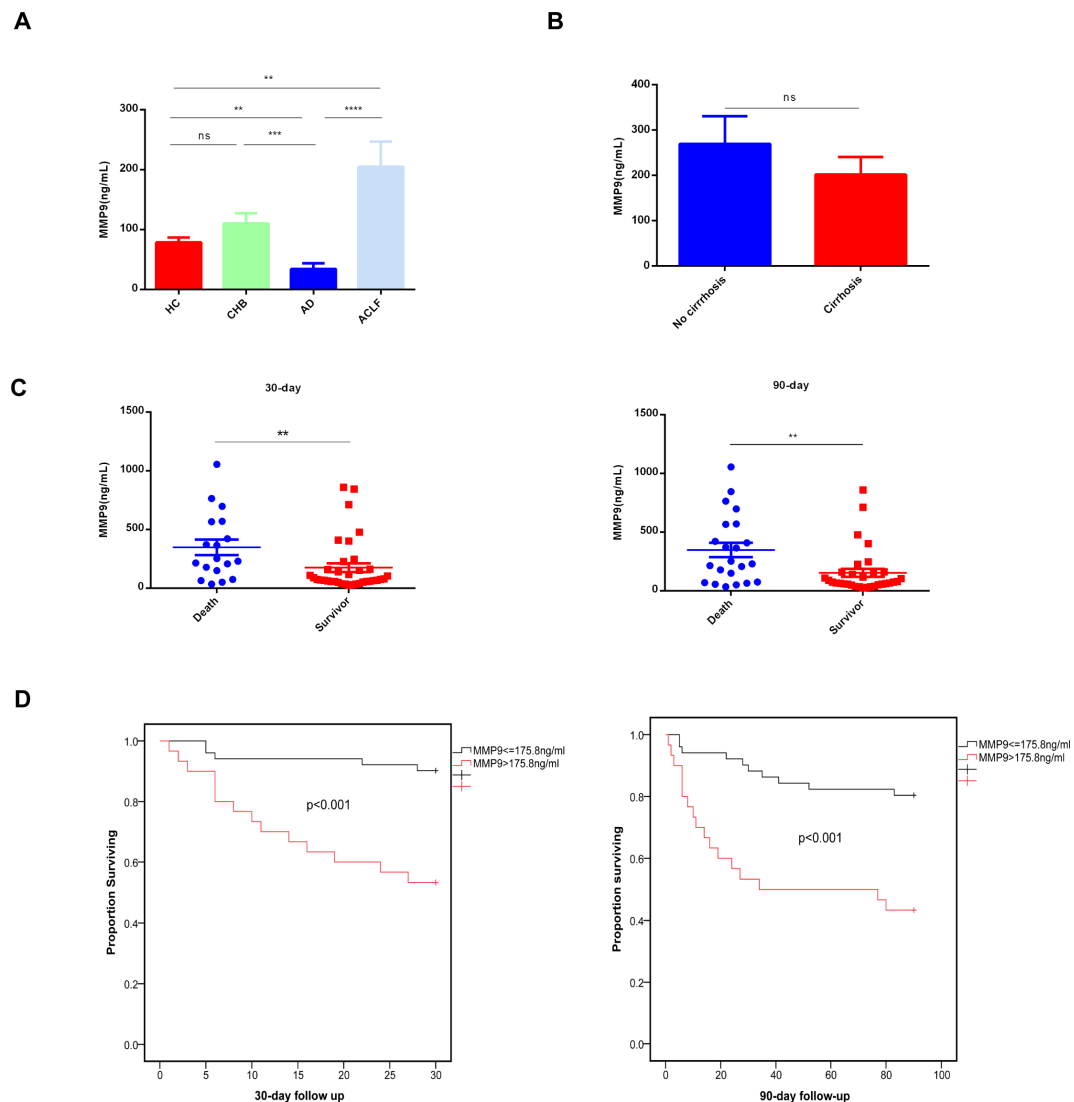 A
B
**
**
****
ns
***
300
200
100
0
MMP9(ng/mL)
HC
CHB
AD
ACLF
ns
400
300
200
100
0
MMP9(ng/mL)
No cirrrhosis
Cirrhosis
C
30-day
**
1500
1000
500
0
MMP9(ng/mL)
Death
Survivor
90-day
**
1500
1000
500
0
MMP9(ng/mL)
Death
Survivor
D
1.0
0.8
0.6
0.4
0.2
0.0
Proportion Surviving
p<0.001
MMP9<=175.8ng/ml
MMP9>175.8ng/ml
0 5 10 15 20 25 30
30-day follow up
1.0
0.8
0.6
0.4
0.2
0.0
Proportion surviving
p<0.001
MMP9<=175.8ng/ml
MMP9>175.8ng/ml
0 20 40 60 80 100
90-day follow-up